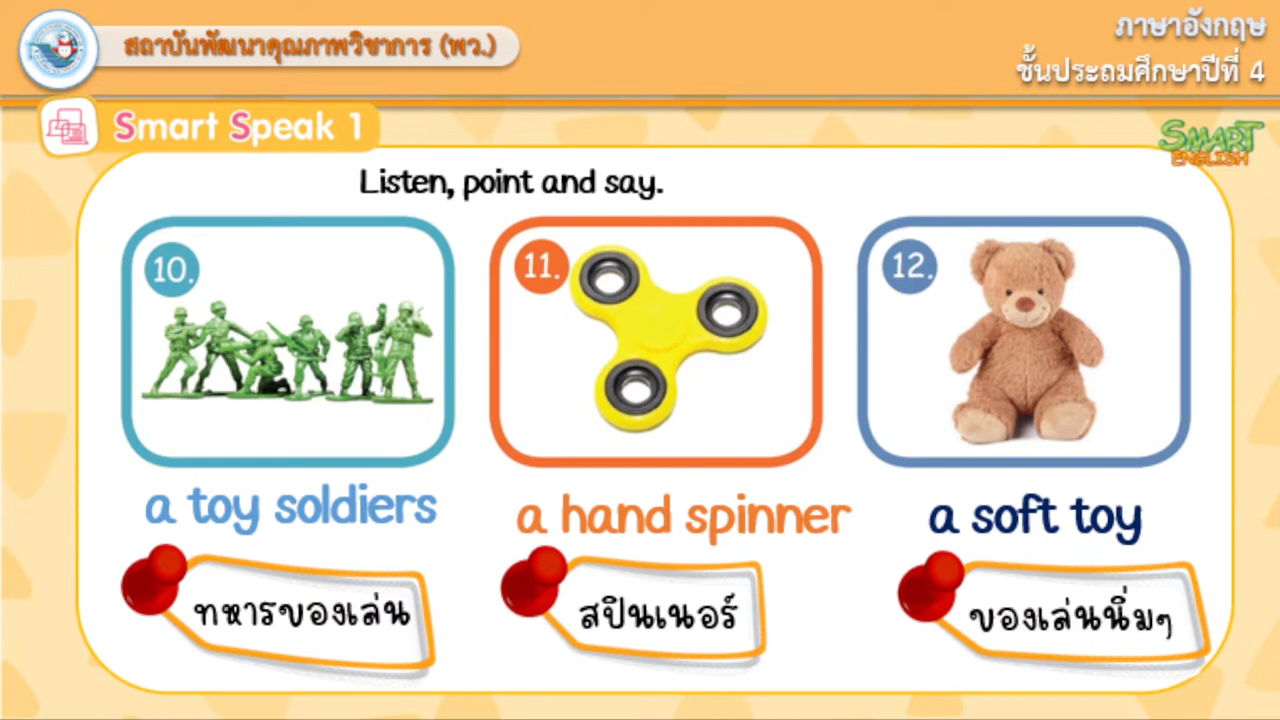 สถาบันพัฒนาคุณภาพวิชาการ (พว.)
ภาษาอังกฤษ
ชั้นประถมศึกษาปีที่ 4
Smart Speak 1
SMART
ENGLISH
Listen, point and say.
10.
11.
12.
a toy soldiers
a hand spinner
a soft toy
ทหารของเล่น
สปินเนอร์
ของเล่นนิ่มๆ